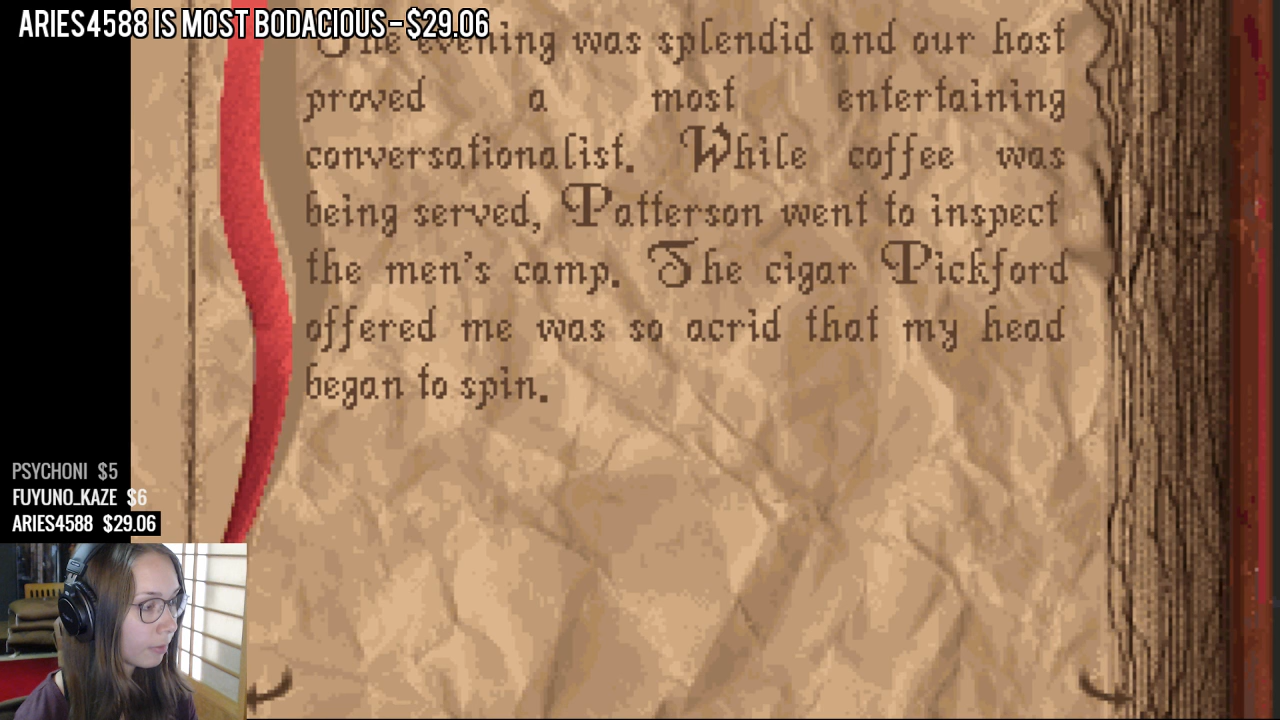 ARIES4588 IS MOST BODACIOUS - $29.06
The evening was splendid and our host
proved a most entertaining
conversationalist. While coffee was
being served, Patterson went to inspect
the men's camp. The cigar Pickford
offered me was so acrid that my head
began to spin.
PSYCHONI $5
FUYUNO_KAZE $6
ARIES4588 $29.06